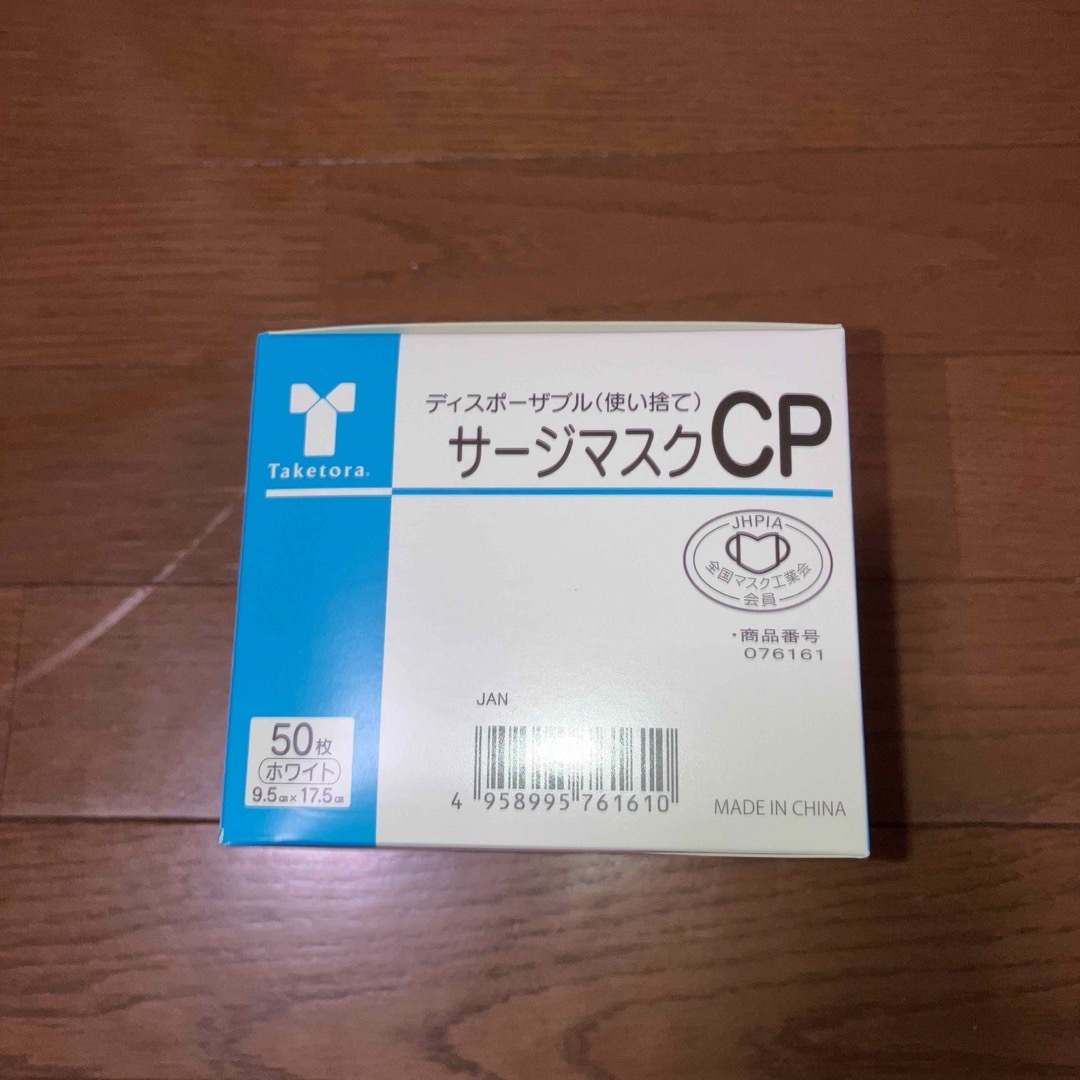 Taketora®
ディスポーザブル(使い捨て)
サージマスクCP
JHPIA
全国マスク工業会
会員
・商品番号
076161
JAN
4 958995 761610
50枚
ホワイト
9.5cm×17.5cm
MADE IN CHINA